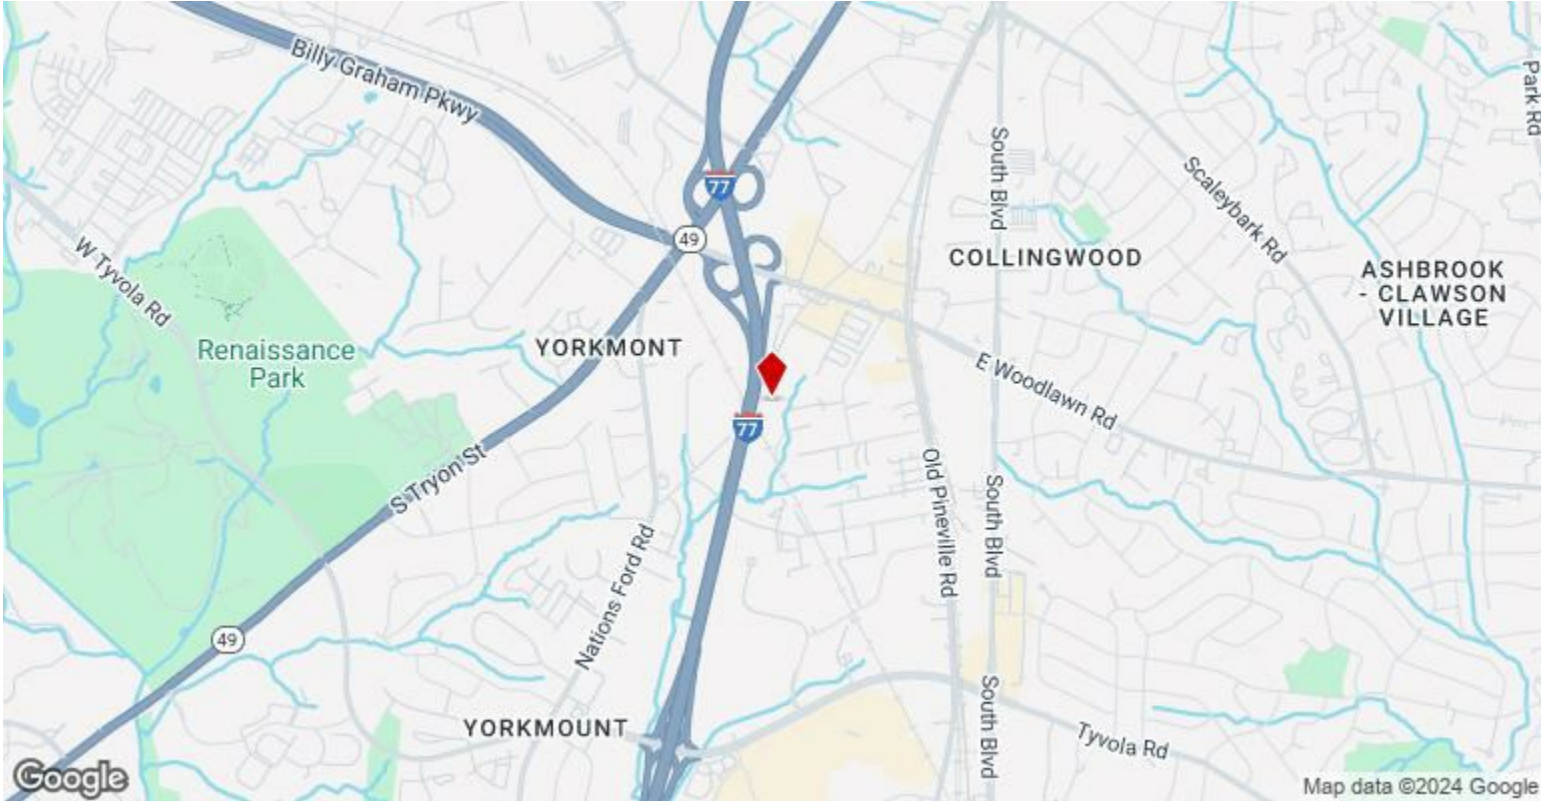 Billy Graham Pkwy
Park Rd
77
South Blvd
Scaleybark Rd
49
W Tyvola Rd
COLLINGWOOD
ASHBROOK
- CLAWSON
VILLAGE
Renaissance
Park
YORKMONT
E Woodlawn Rd
77
S Tryon St
Old Pineville Rd
South Blvd
Nations Ford Rd
49
YORKMOUNT
South Blvd
Tyvola Rd
Google
Map data ©2024 Google